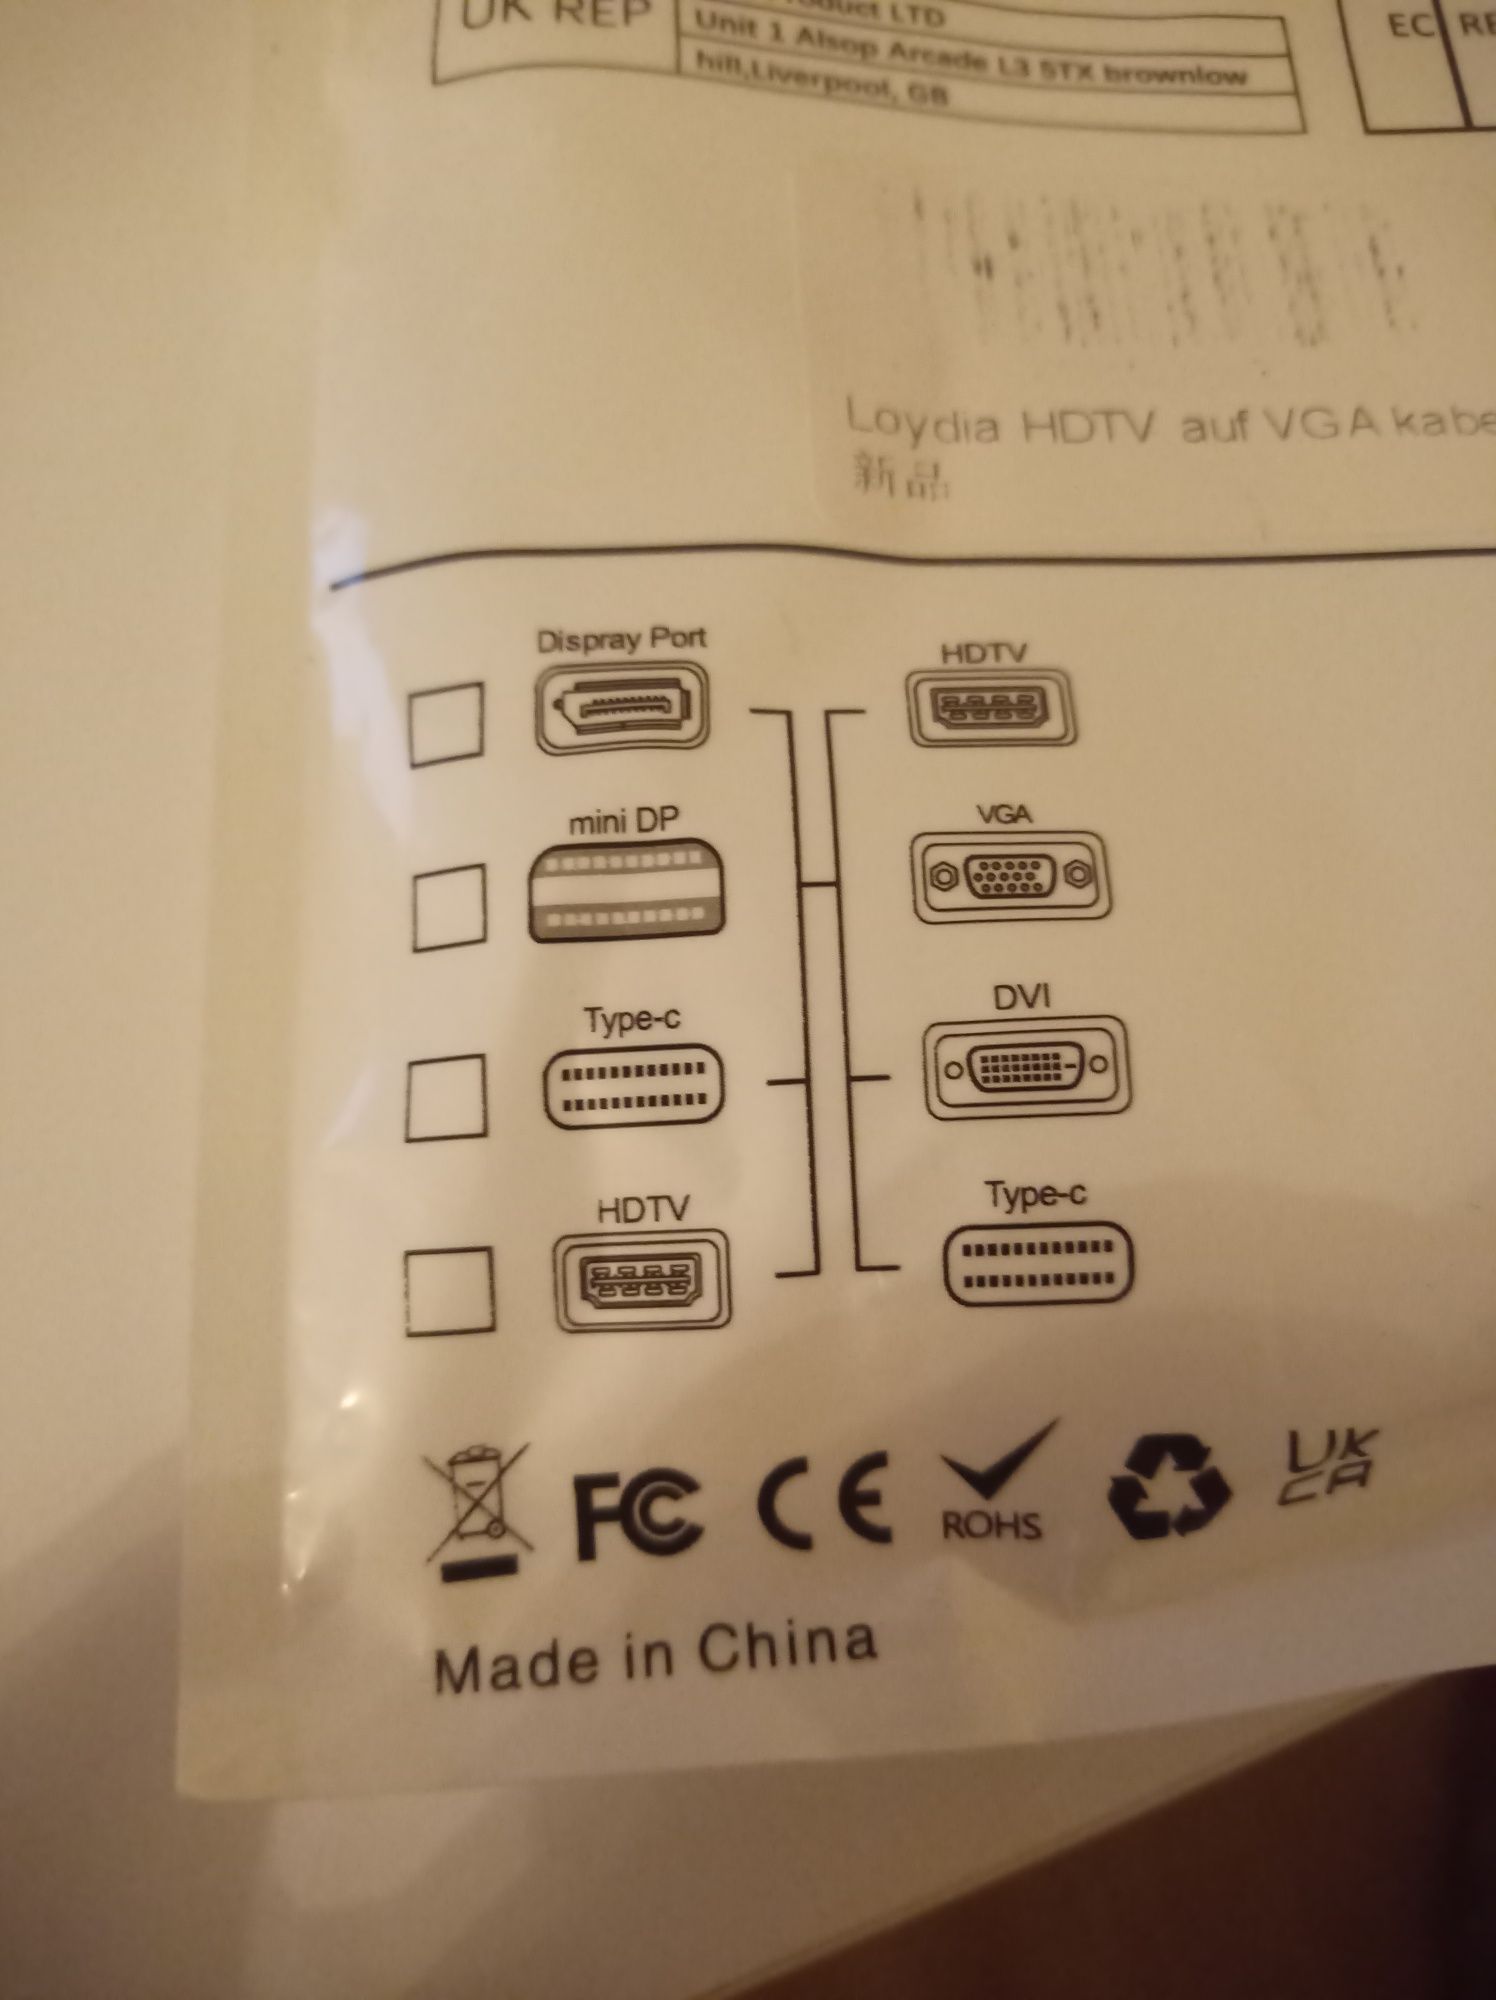 UK REP
LTD
Unit 1 Alsop Arcade L3 5TX brownlow
hill,Liverpool, GB
EC
Loydia HDTV auf VGA kabe
新品
Dispray Port
HDTV
mini DP
VGA
Type-c
DVI
HDTV
Type-c
FC
CE
ROHS
UK
CA
Made in China